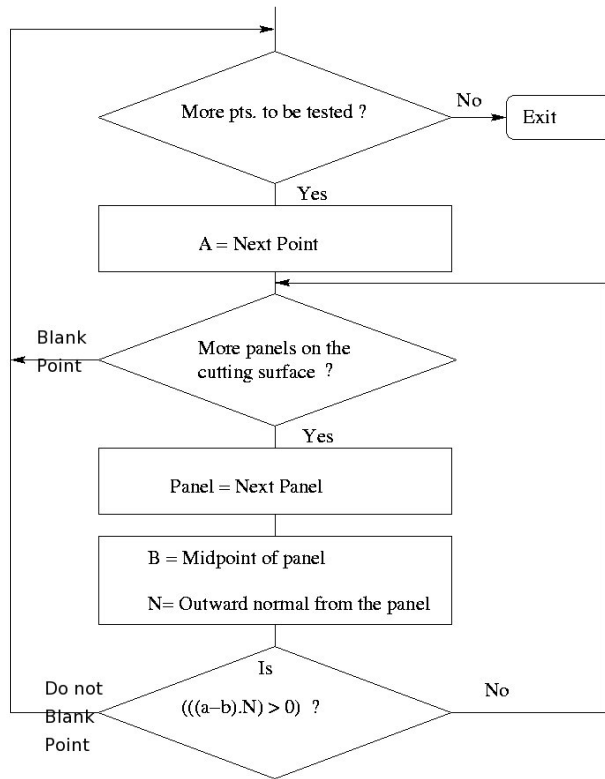 More pts. to be tested ?
No
Exit
Yes
A = Next Point
Blank
Point
More panels on the
cutting surface ?
Yes
Panel = Next Panel
B = Midpoint of panel
N= Outward normal from the panel
Is
(((a−b).N) > 0) ?
No
Do not
Blank
Point